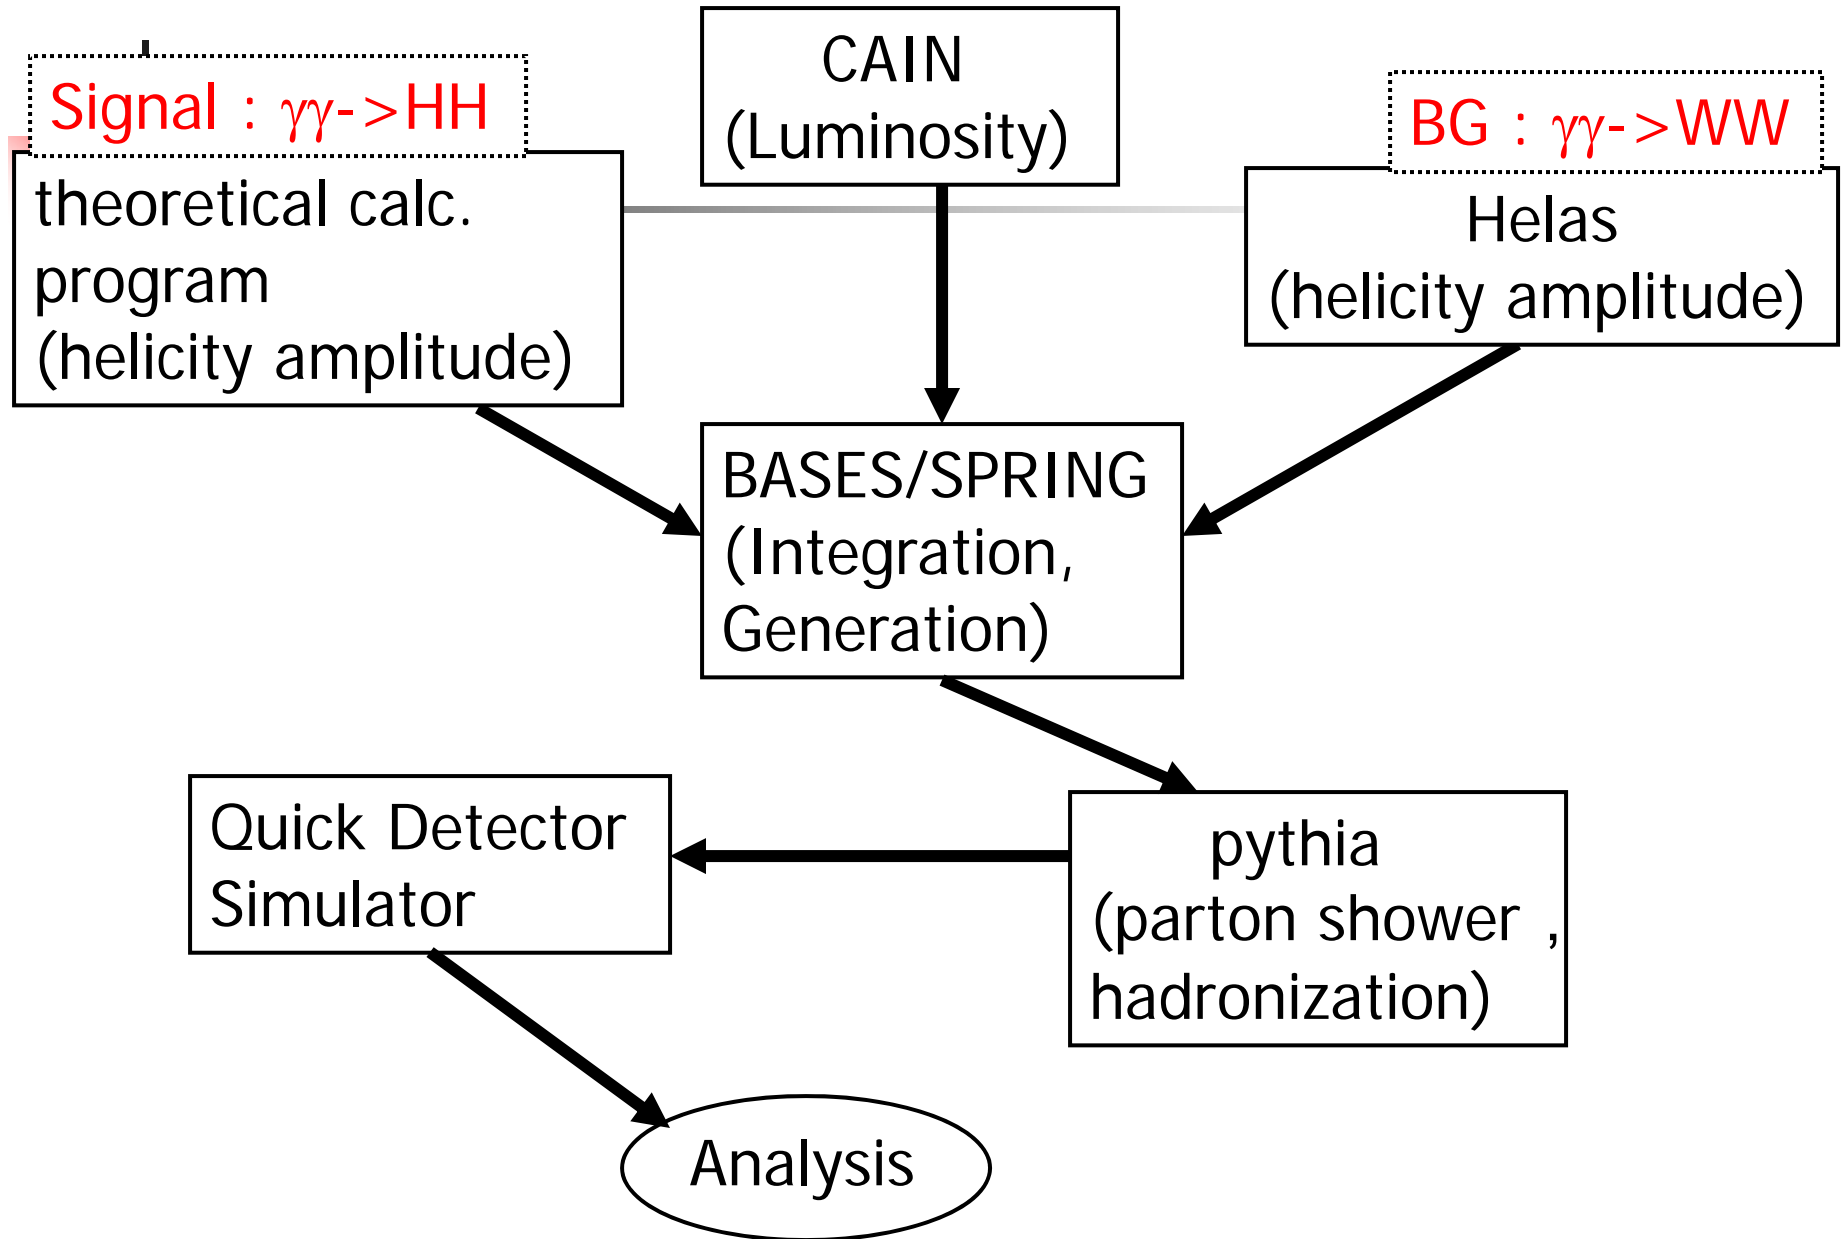 Signal : γγ->HH
theoretical calc.
program
(helicity amplitude)
CAIN
(Luminosity)
BG : γγ->WW
Helas
(helicity amplitude)
BASES/SPRING
(Integration,
Generation)
Quick Detector
Simulator
pythia
(parton shower ,
hadronization)
Analysis